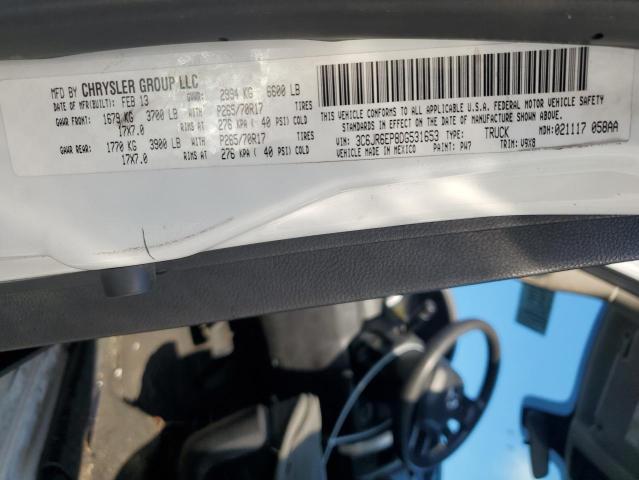 MFD BY CHRYSLER GROUP LLC
DATE OF MFD(BUILT): FEB 13 GVWR: 2994 KG 6600 LB
GAWR FRONT: 1679 KG 3700 LB WITH P265/70R17 TIRES
17X7.0 RIMS AT 276 KPA ( 40 PSI) COLD
GAWR REAR: 1770 KG 3900 LB WITH P265/70R17 TIRES
17X7.0 RIMS AT 276 KPA ( 40 PSI) COLD
THIS VEHICLE CONFORMS TO ALL APPLICABLE U.S.A. FEDERAL MOTOR VEHICLE SAFETY
STANDARDS IN EFFECT ON THE DATE OF MANUFACTURE SHOWN ABOVE.
VIN: 3C6JR6EP8DG531653 TYPE: TRUCK MDH:021117 058AA
VEHICLE MADE IN MEXICO PAINT: PW7 TRIM: V9X8